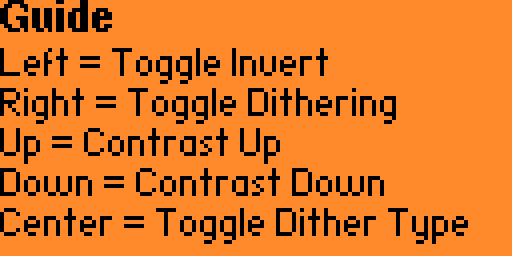 Guide
Left = Toggle Invert
Right = Toggle Dithering
Up = Contrast Up
Down = Contrast Down
Center = Toggle Dither Type